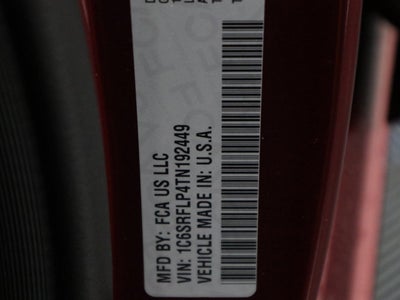 MFD BY: FCA US LLC
VIN: 1C6SRFLP4TN192449
VEHICLE MADE IN: U.S.A.